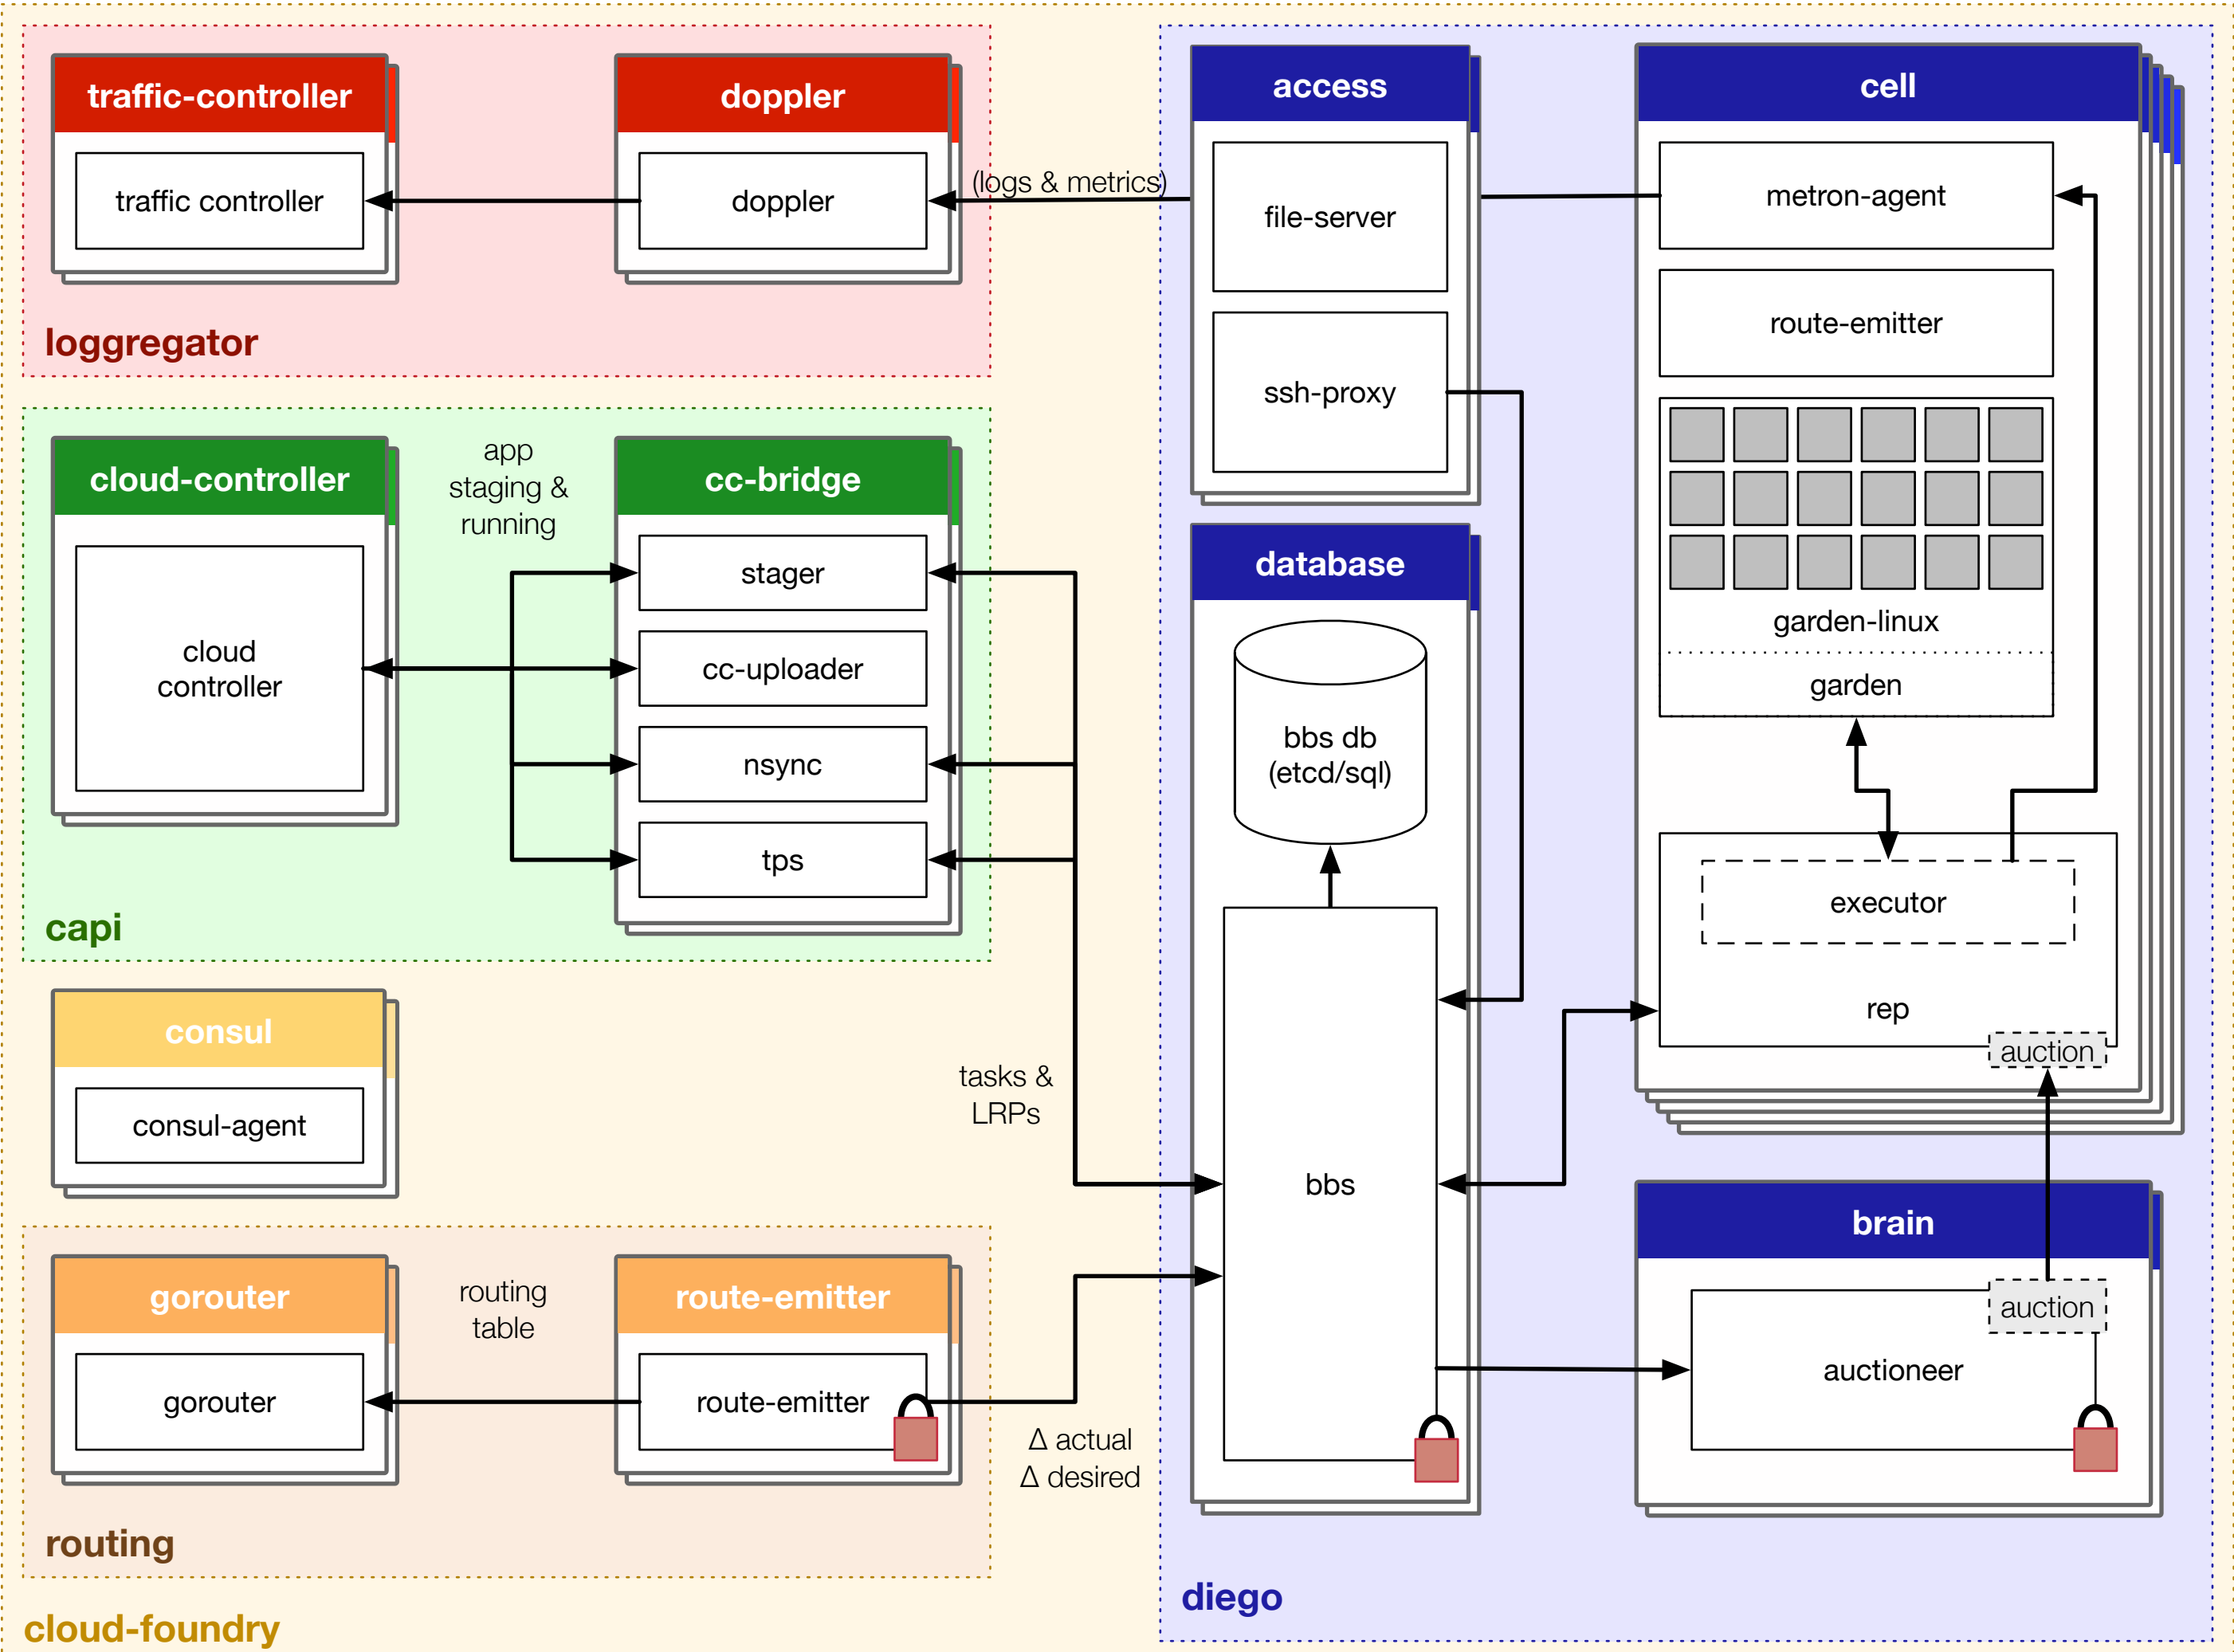 traffic-controller
traffic controller
doppler
doppler
(logs & metrics)
loggregator
cloud-controller
cloud
controller
app
staging &
running
cc-bridge
stager
cc-uploader
nsync
tps
capi
consul
consul-agent
tasks &
LRPs
gorouter
gorouter
routing
table
route-emitter
route-emitter
Δ actual
Δ desired
routing
cloud-foundry
access
file-server
ssh-proxy
database
bbs db
(etcd/sql)
bbs
cell
metron-agent
route-emitter
garden-linux
garden
executor
rep
auction
brain
auction
auctioneer
diego